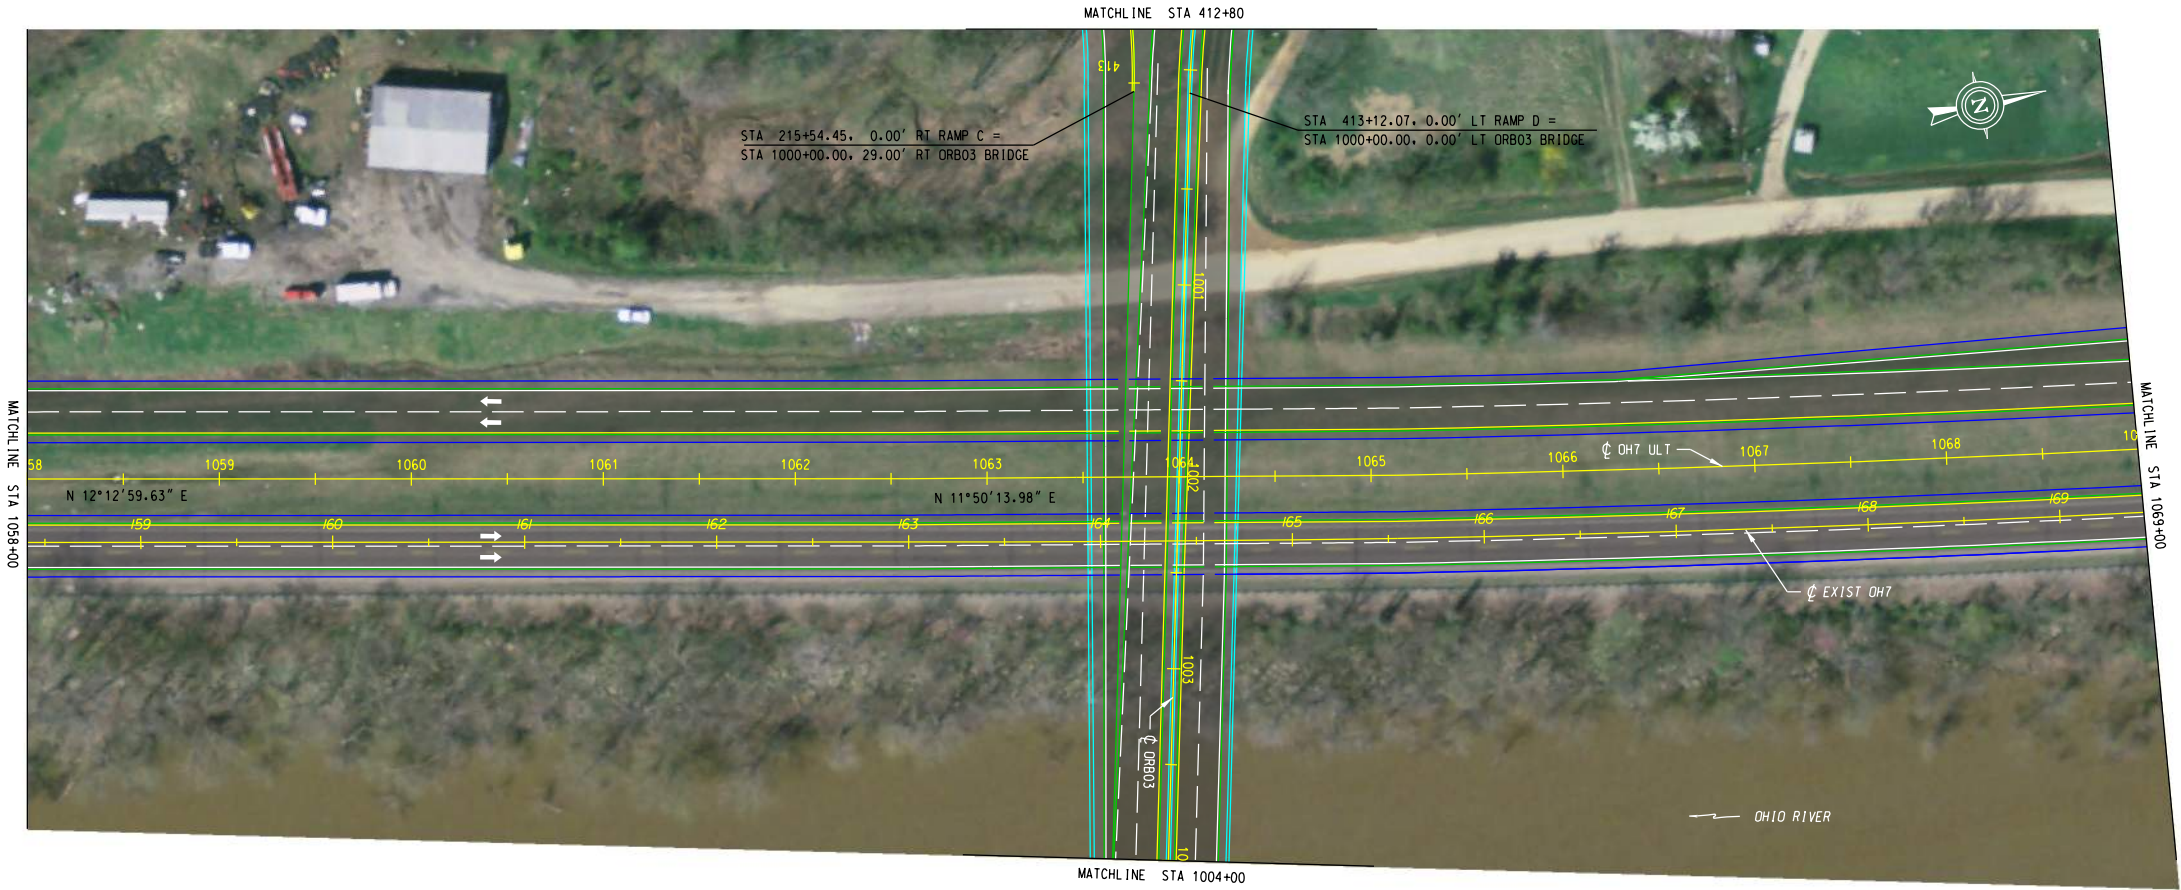 MATCHLINE STA 412+80
413
STA 215+54.45, 0.00' RT RAMP C =
STA 1000+00.00, 29.00' RT ORB03 BRIDGE
STA 413+12.07, 0.00' LT RAMP D =
STA 1000+00.00, 0.00' LT ORB03 BRIDGE
N
1001
MATCHLINE STA 1058+00
MATCHLINE STA 1069+00
58
1059
1060
1061
1062
1063
1064
1065
1066
1067
1068
10
℄ OH7 ULT
1002
N 12°12'59.63" E
N 11°50'13.98" E
159
160
161
162
163
164
165
166
167
168
169
℄ EXIST OH7
1003
℄ ORB03
OHIO RIVER
10
MATCHLINE STA 1004+00